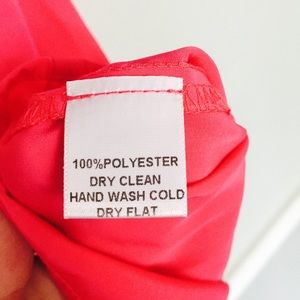 100%POLYESTER
DRY CLEAN
HAND WASH COLD
DRY FLAT